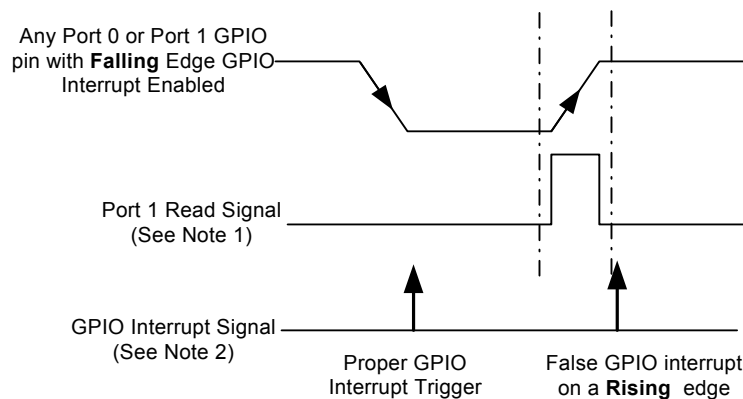 Any Port 0 or Port 1 GPIO
pin with Falling Edge GPIO
Interrupt Enabled
Port 1 Read Signal
(See Note 1)
GPIO Interrupt Signal
(See Note 2)
Proper GPIO
Interrupt Trigger
False GPIO interrupt
on a Rising edge